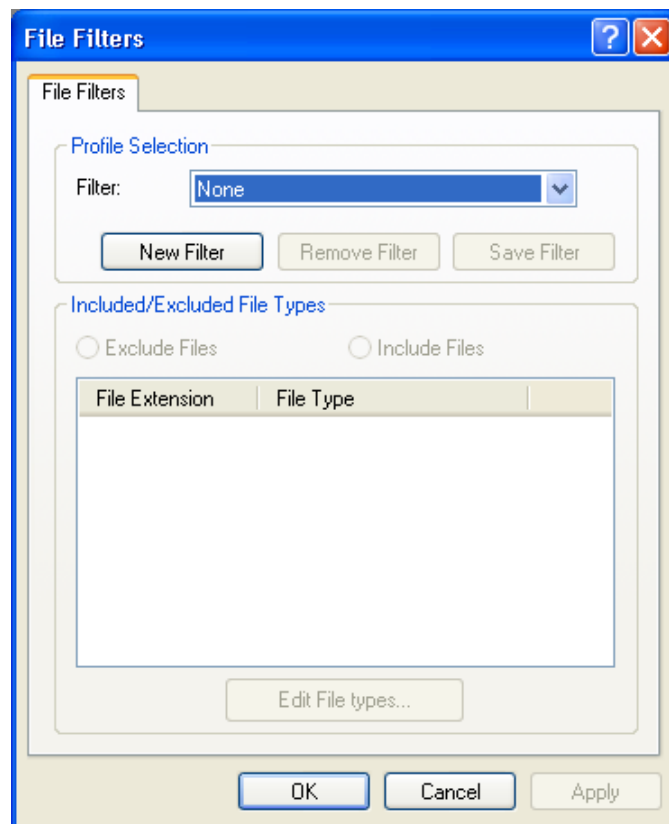 File Filters
File Filters
Profile Selection
Filter: None
New Filter Remove Filter Save Filter
Included/Excluded File Types
Exclude Files Include Files
File Extension File Type
Edit File types...
OK Cancel Apply